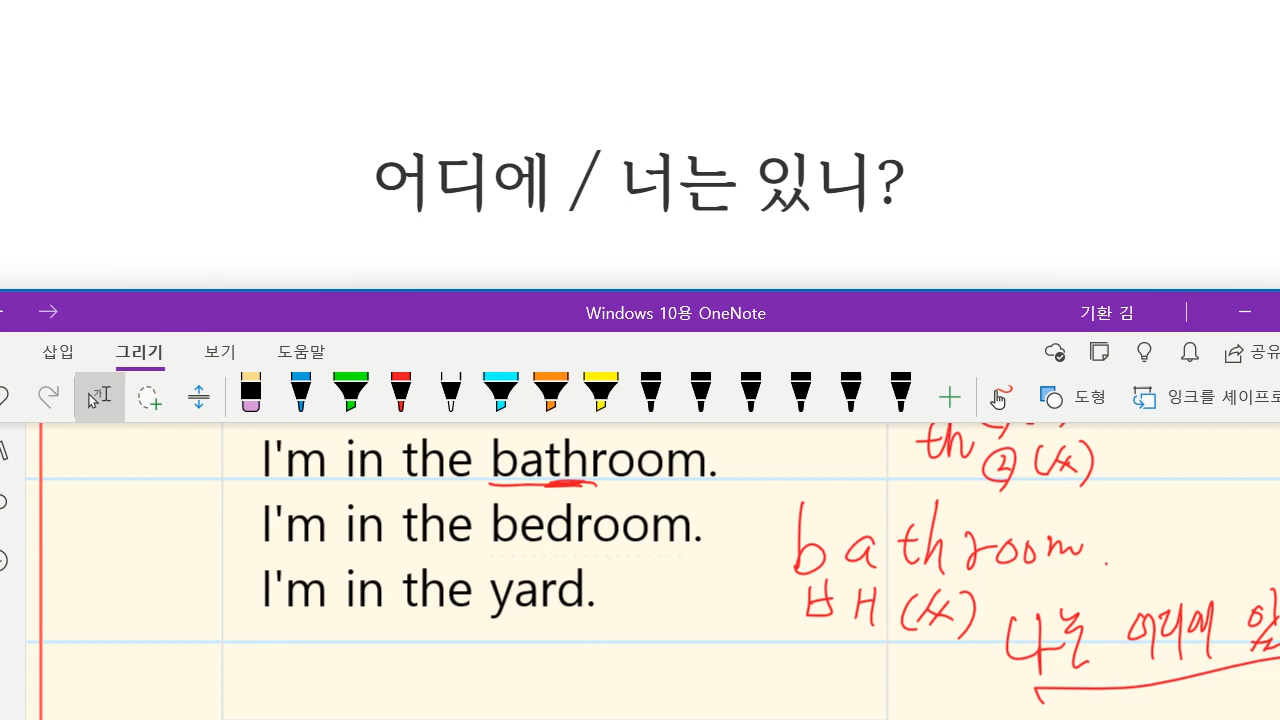 어디에 / 너는 있니?
Windows 10용 OneNote
기환 김
삽입 그리기 보기 도움말
공유
도형
잉크를 셰이프로
I'm in the bathroom.
th
② (ㅆ)
I'm in the bedroom.
bathroom.
I'm in the yard.
ㅂ ㅐ (ㅆ)
나는 어디에